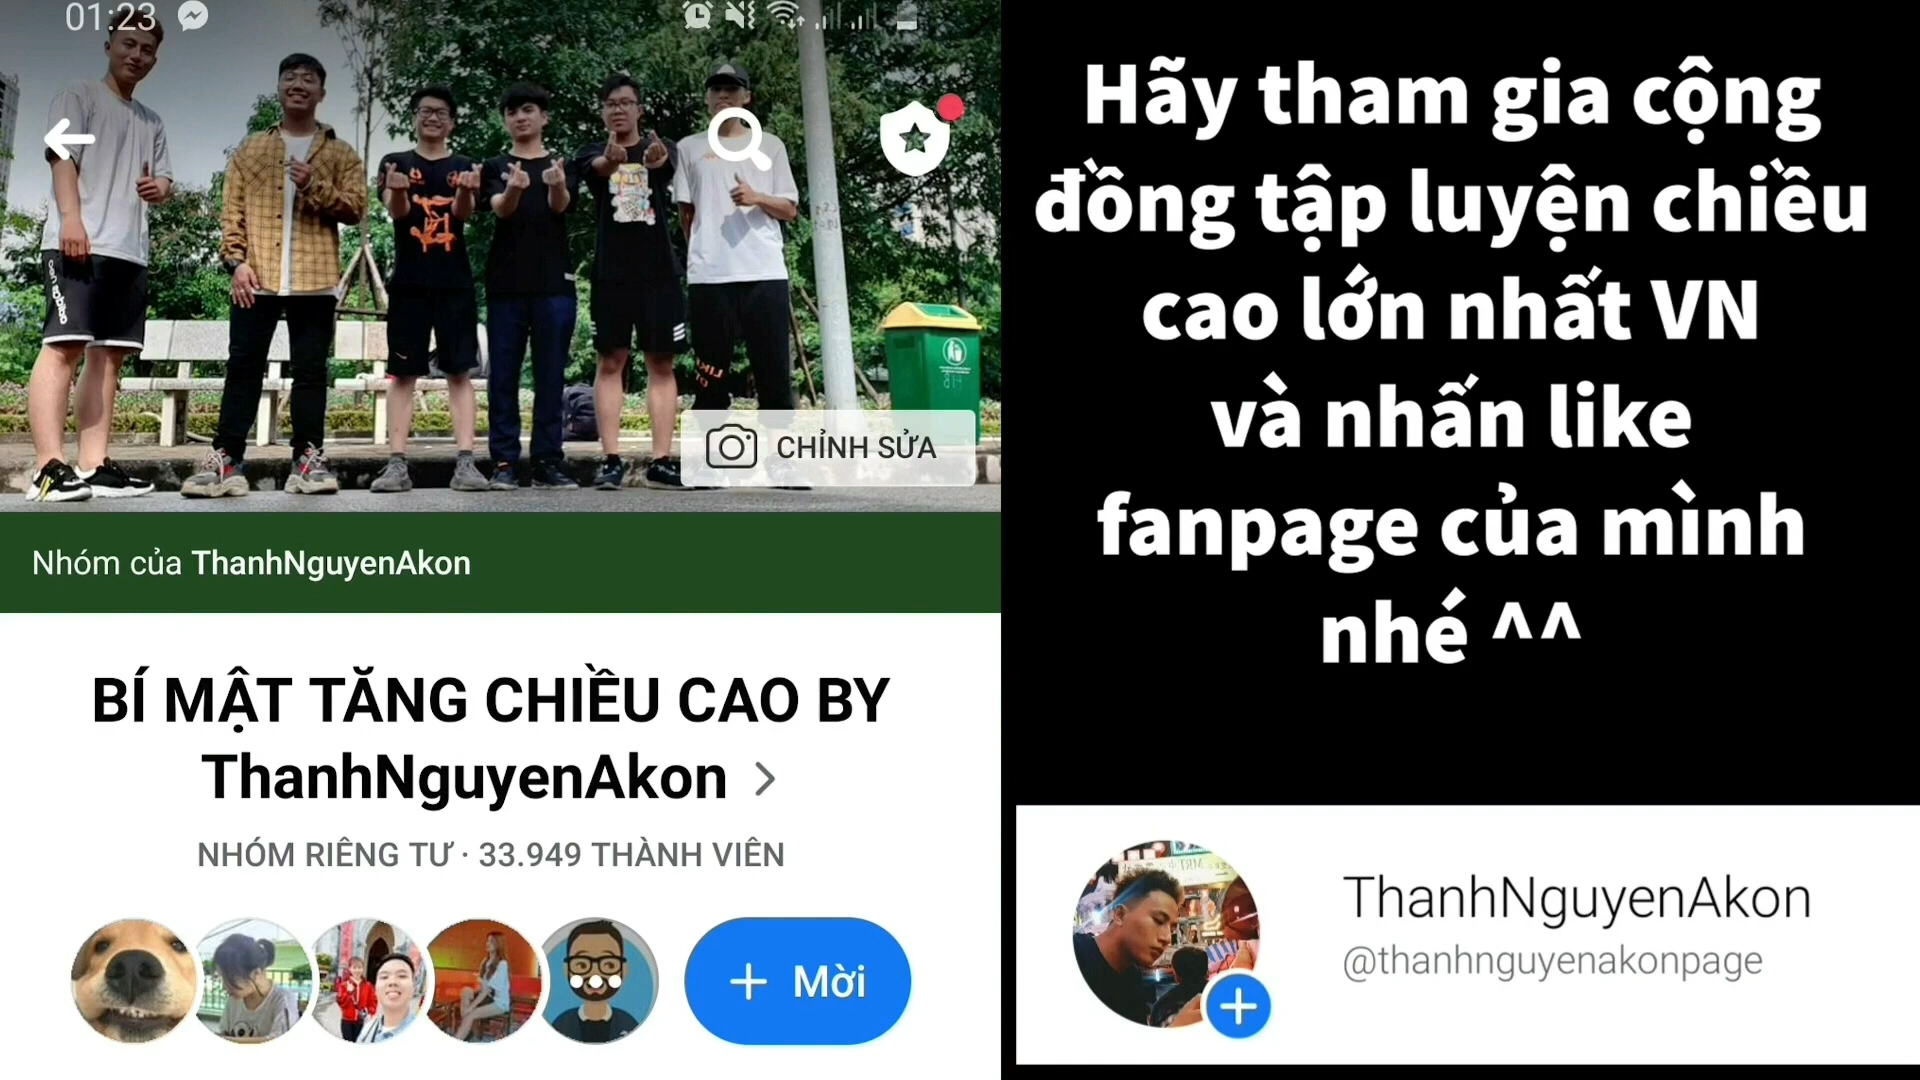 01:23
CHỈNH SỬA
Nhóm của ThanhNguyenAkon
BÍ MẬT TĂNG CHIỀU CAO BY
ThanhNguyenAkon
NHÓM RIÊNG TƯ · 33.949 THÀNH VIÊN
+ Mời
Hãy tham gia cộng
đồng tập luyện chiều
cao lớn nhất VN
và nhấn like
fanpage của mình
nhé ^^
ThanhNguyenAkon
@thanhnguyenakonpage